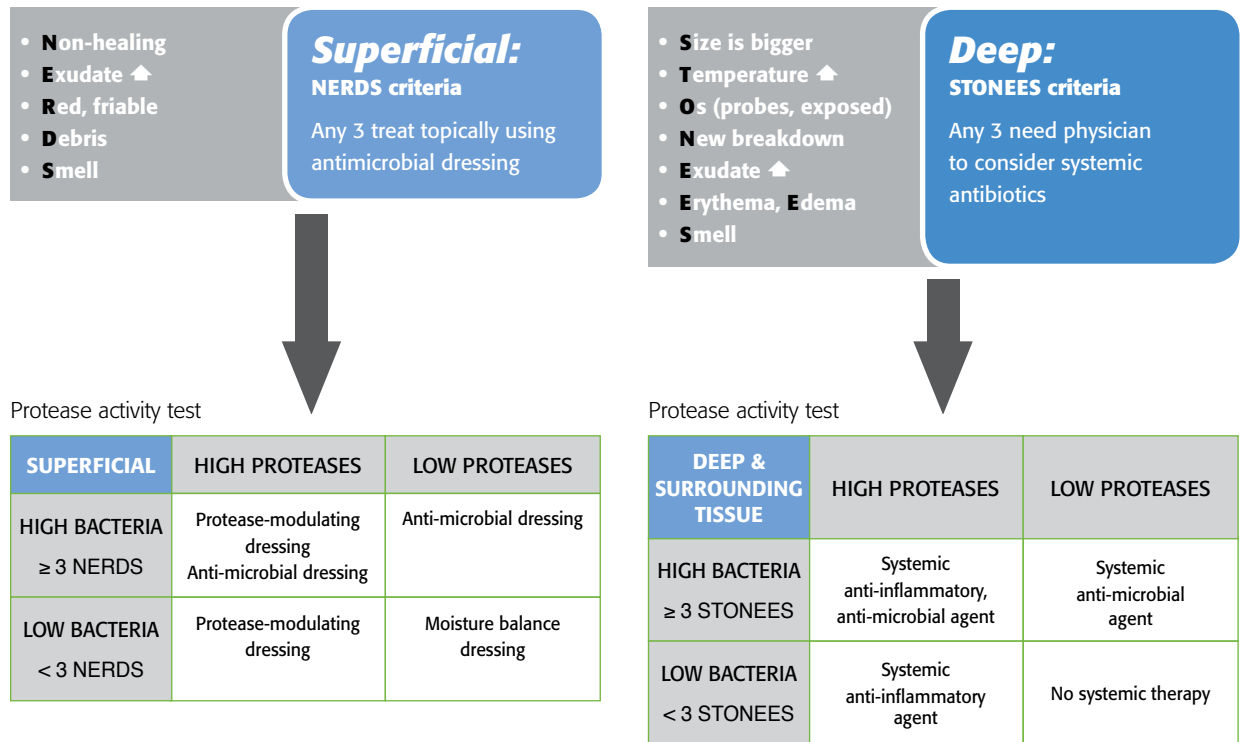 • Non-healing
• Exudate
• Red, friable
• Debris
• Smell
Superficial:
NERDS criteria
Any 3 treat topically using
antimicrobial dressing
• Size is bigger
• Temperature
• Os (probes, exposed)
• New breakdown
• Exudate
• Erythema, Edema
• Smell
Deep:
STONEES criteria
Any 3 need physician
to consider systemic
antibiotics
Protease activity test
SUPERFICIAL
HIGH PROTEASES
LOW PROTEASES
HIGH BACTERIA
≥ 3 NERDS
Protease-modulating
dressing
Anti-microbial dressing
Anti-microbial dressing
LOW BACTERIA
< 3 NERDS
Protease-modulating
dressing
Moisture balance
dressing
Protease activity test
DEEP &
SURROUNDING
TISSUE
HIGH PROTEASES
LOW PROTEASES
HIGH BACTERIA
≥ 3 STONEES
Systemic
anti-inflammatory,
anti-microbial agent
Systemic
anti-microbial
agent
LOW BACTERIA
< 3 STONEES
Systemic
anti-inflammatory
agent
No systemic therapy